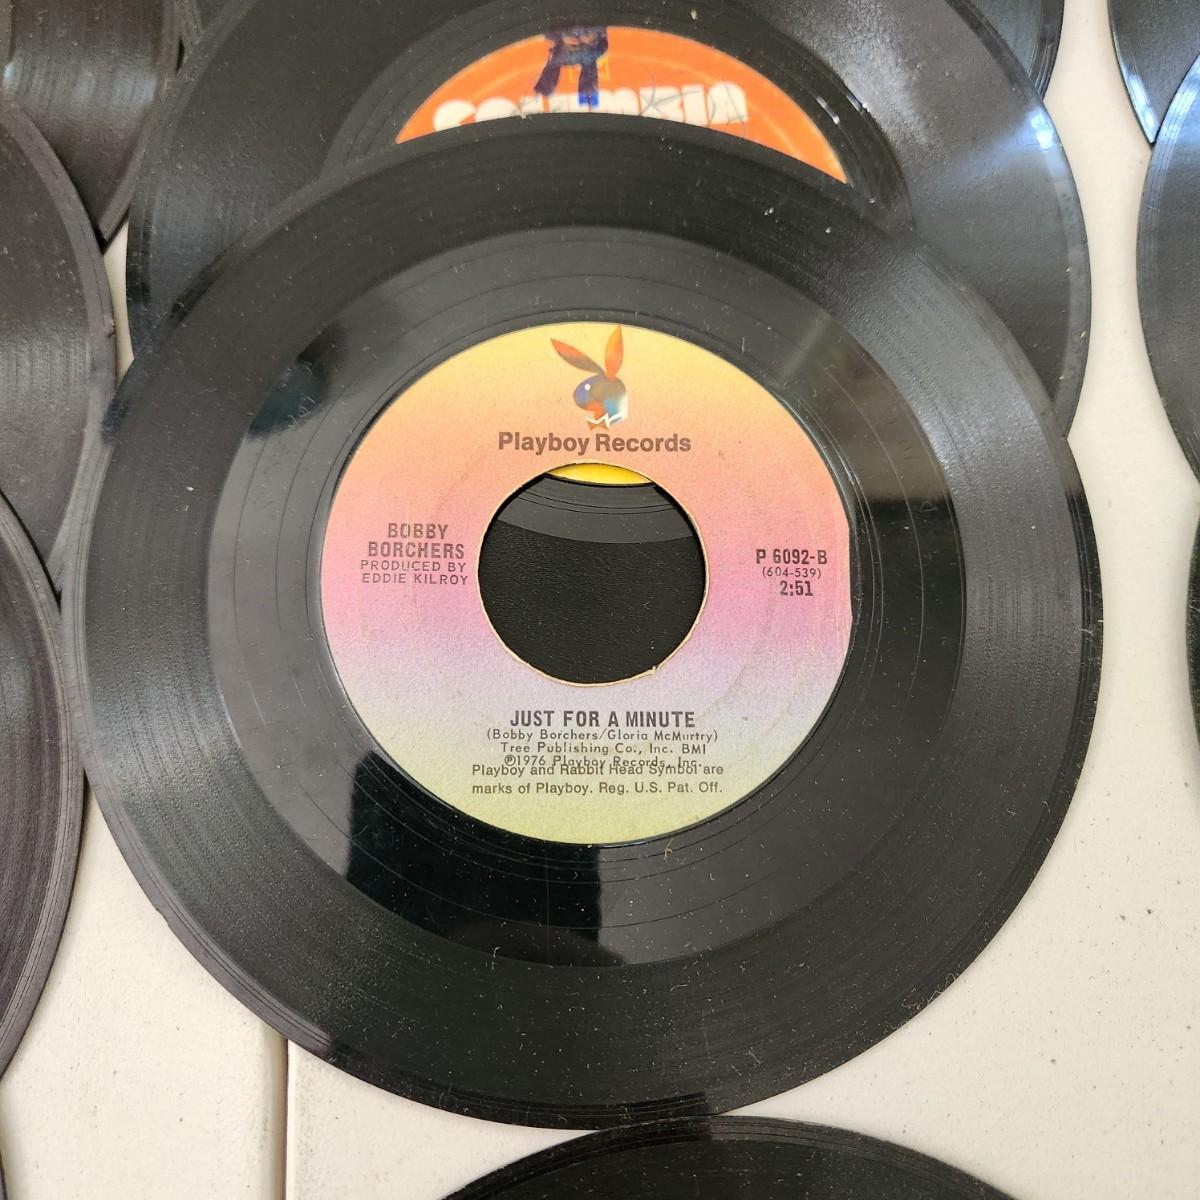 COLUMBIA
Playboy Records
BOBBY
BORCHERS
PRODUCED BY
EDDIE KILROY
P 6092-B
(604-539)
2:51
JUST FOR A MINUTE
(Bobby Borchers/Gloria McMurtry)
Tree Publishing Co., Inc. BMI
℗1976 Playboy Records, Inc.
Playboy and Rabbit Head Symbol are
marks of Playboy. Reg. U.S. Pat. Off.